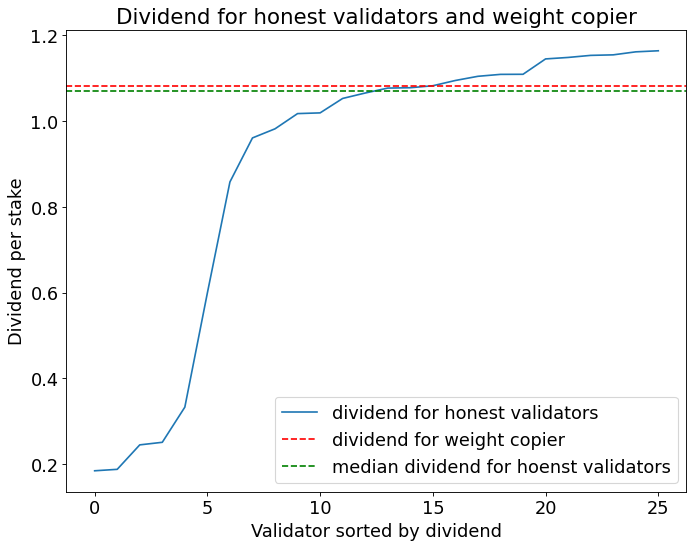 Dividend for honest validators and weight copier
Dividend per stake
1.2
1.0
0.8
0.6
0.4
0.2
dividend for honest validators
dividend for weight copier
median dividend for hoenst validators
0 5 10 15 20 25
Validator sorted by dividend